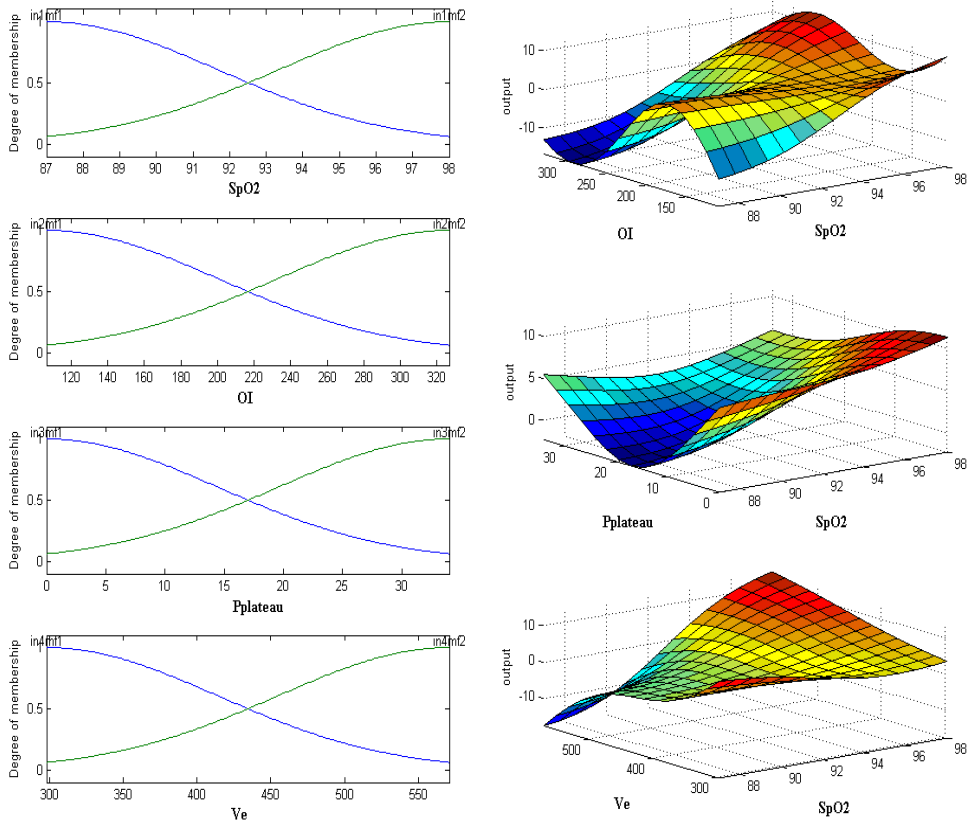 in1mf1 in1mf2
Degree of membership
1
0.5
0
87 88 89 90 91 92 93 94 95 96 97 98
SpO2
in2mf1 in2mf2
Degree of membership
1
0.5
0
120 140 160 180 200 220 240 260 280 300 320
OI
in3mf1 in3mf2
Degree of membership
1
0.5
0
0 5 10 15 20 25 30
Pplateau
in4mf1 in4mf2
Degree of membership
1
0.5
0
300 350 400 450 500 550
Ve
output
10
0
-10
300 250 200 150
OI
88 90 92 94 96 98
SpO2
output
10
5
0
30 20 10 0
Pplateau
88 90 92 94 96 98
SpO2
output
10
0
-10
500 400 300
Ve
88 90 92 94 96 98
SpO2